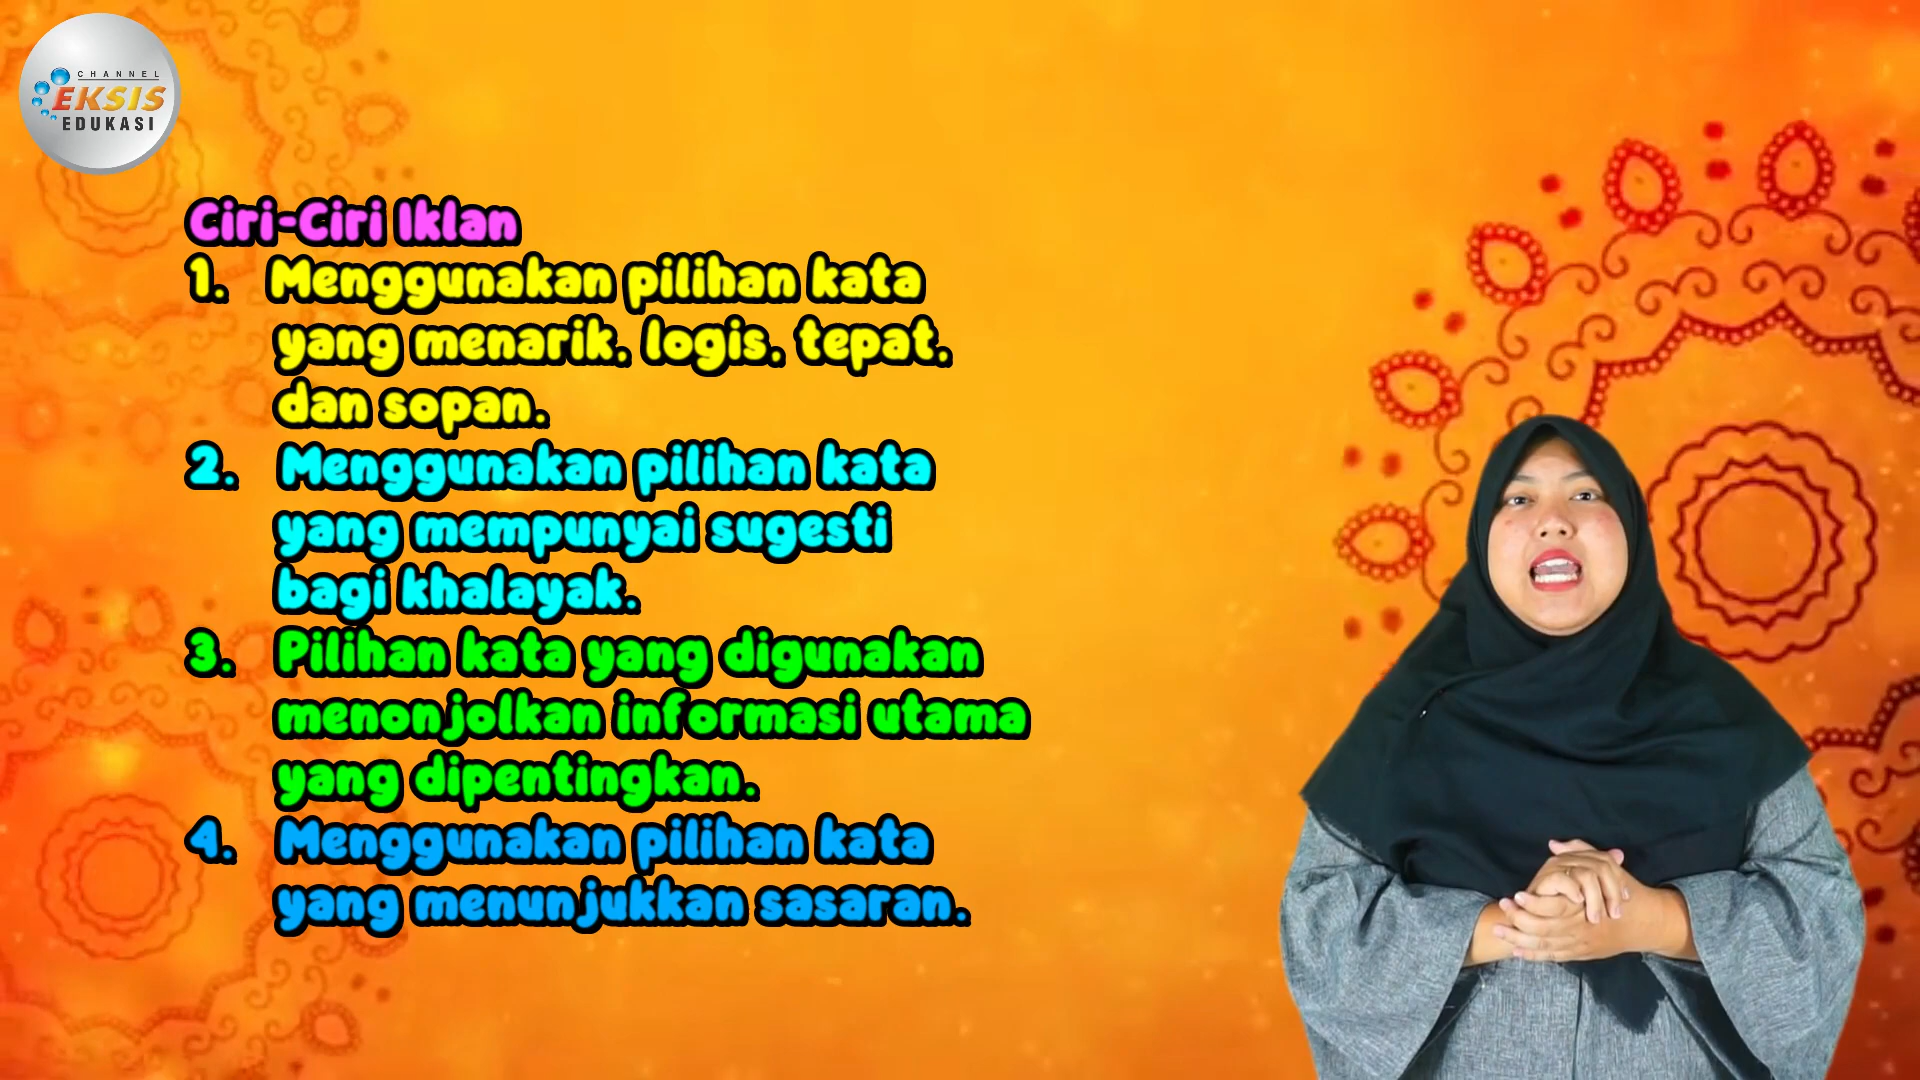 CHANNEL
EKSIS
EDUKASI
Ciri-Ciri Iklan
1. Menggunakan pilihan kata
yang menarik, logis, tepat,
dan sopan.
2. Menggunakan pilihan kata
yang mempunyai sugesti
bagi khalayak.
3. Pilihan kata yang digunakan
menonjolkan informasi utama
yang dipentingkan.
4. Menggunakan pilihan kata
yang menunjukkan sasaran.